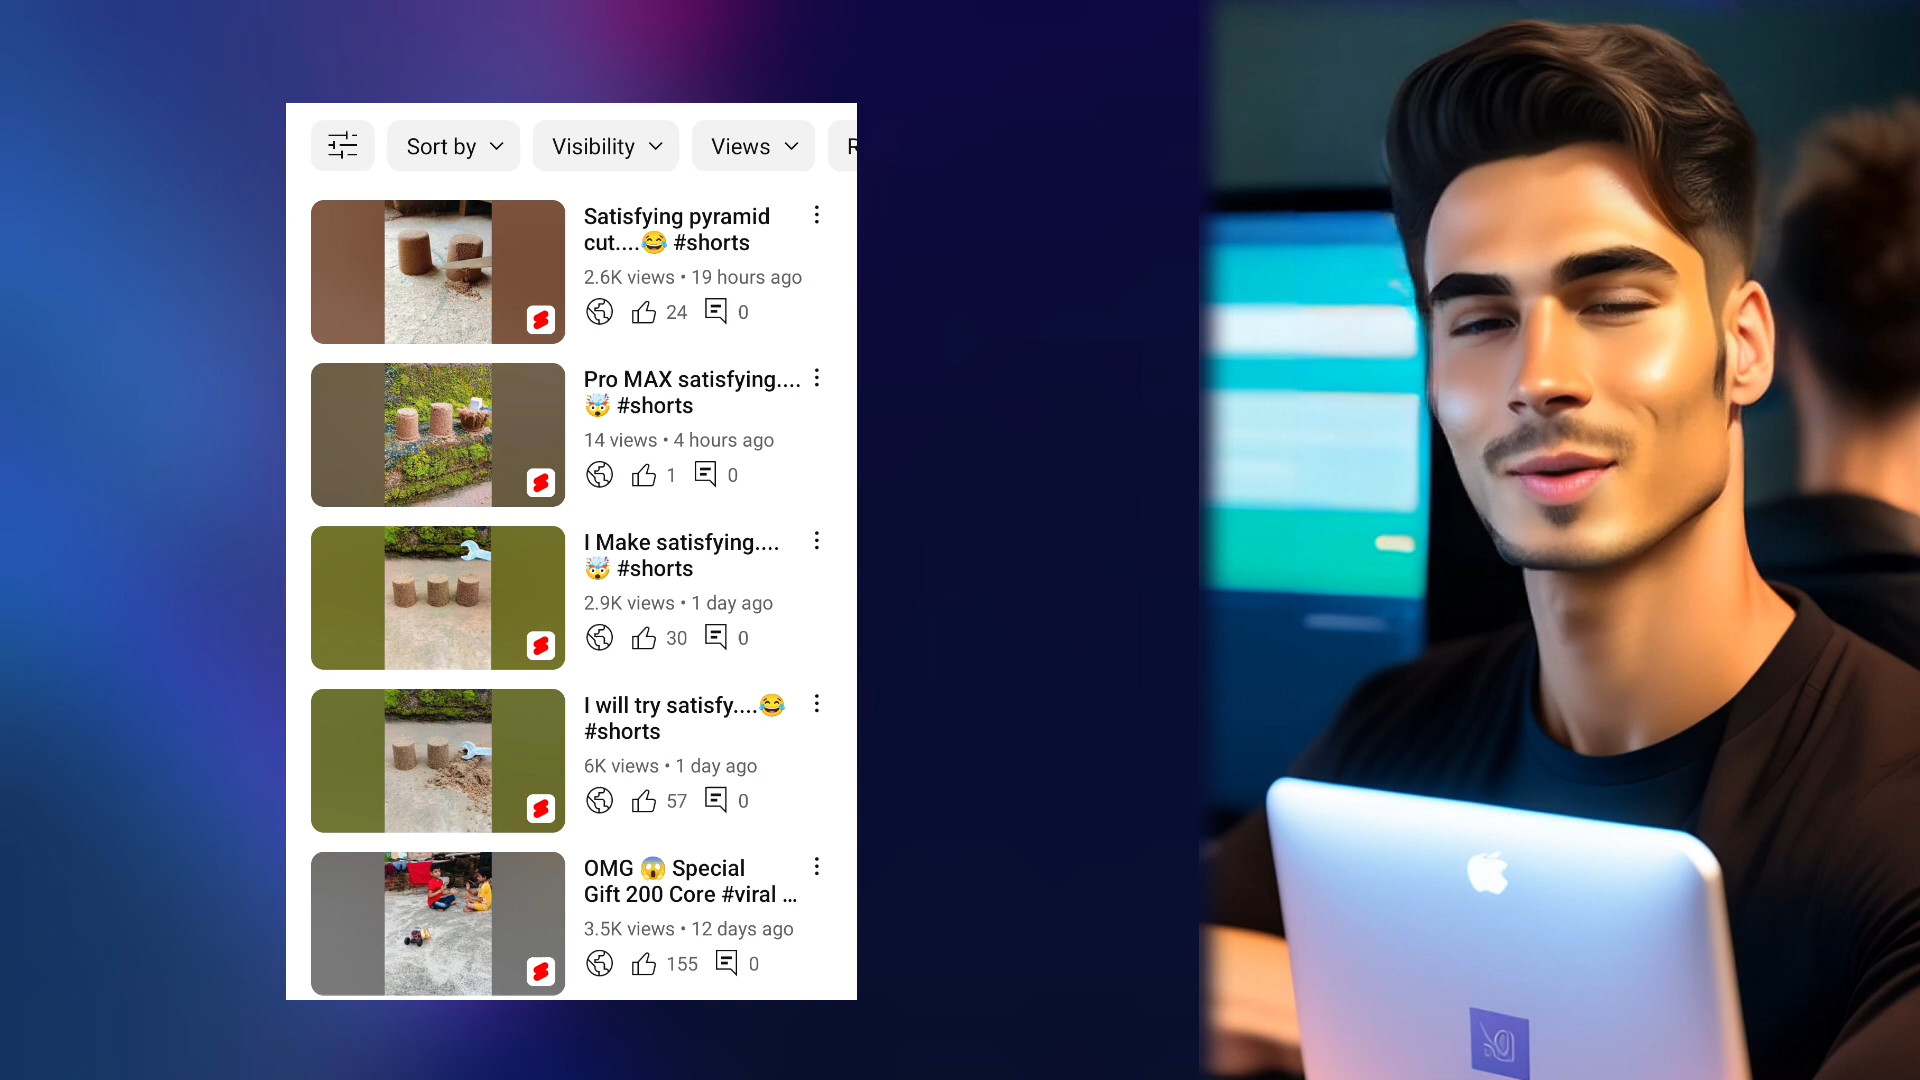 Sort by
Visibility
Views
R
Satisfying pyramid
cut....😂 #shorts
2.6K views • 19 hours ago
24
0
Pro MAX satisfying....
🤯 #shorts
14 views • 4 hours ago
1
0
I Make satisfying....
🤯 #shorts
2.9K views • 1 day ago
30
0
I will try satisfy....😂
#shorts
6K views • 1 day ago
57
0
OMG 😱 Special
Gift 200 Core #viral ...
3.5K views • 12 days ago
155
0